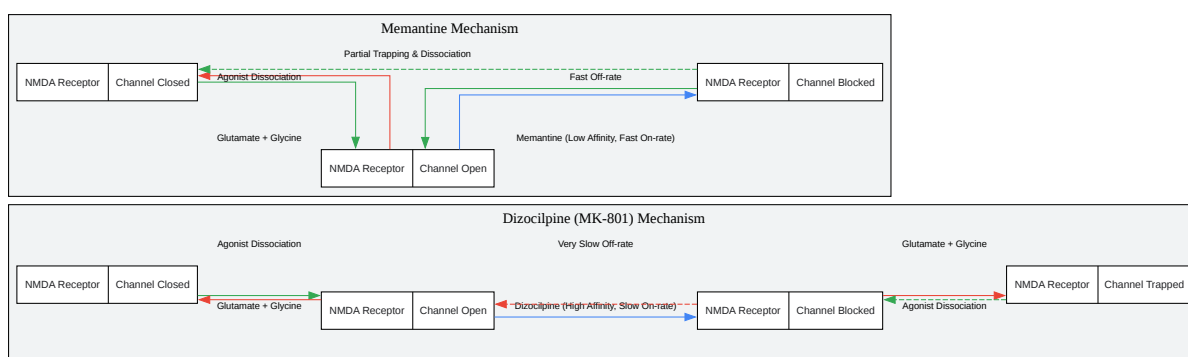 Memantine Mechanism
Partial Trapping & Dissociation
NMDA Receptor Channel Closed
Agonist Dissociation
Fast Off-rate
NMDA Receptor Channel Blocked
Glutamate + Glycine
Memantine (Low Affinity, Fast On-rate)
NMDA Receptor Channel Open
Dizocilpine (MK-801) Mechanism
Agonist Dissociation
Very Slow Off-rate
Glutamate + Glycine
NMDA Receptor Channel Closed
NMDA Receptor Channel Trapped
Glutamate + Glycine
NMDA Receptor Channel Open
Dizocilpine (High Affinity, Slow On-rate)
NMDA Receptor Channel Blocked
Agonist Dissociation